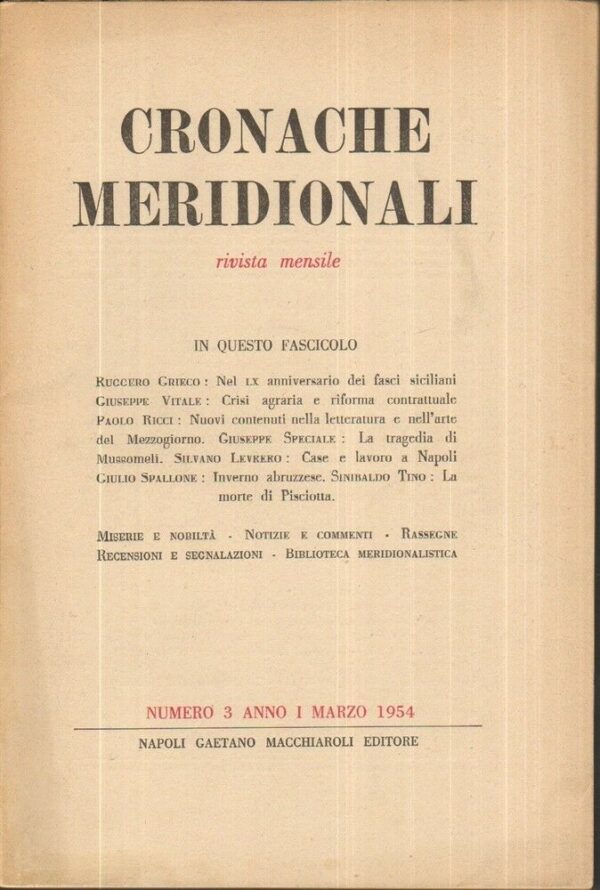 CRONACHE
MERIDIONALI
rivista mensile
IN QUESTO FASCICOLO
RUGGERO GRIECO : Nel LX anniversario dei fasci siciliani
GIUSEPPE VITALE : Crisi agraria e riforma contrattuale
PAOLO RICCI : Nuovi contenuti nella letteratura e nell'arte
del Mezzogiorno. GIUSEPPE SPECIALE : La tragedia di
Mussomeli. SILVANO LEVRERO : Case e lavoro a Napoli
GIULIO SPALLONE : Inverno abruzzese. SINIBALDO TINO : La
morte di Pisciotta.
MISERIE E NOBILTÀ - NOTIZIE E COMMENTI - RASSEGNE
RECENSIONI E SEGNALAZIONI - BIBLIOTECA MERIDIONALISTICA
NUMERO 3 ANNO I MARZO 1954
NAPOLI GAETANO MACCHIAROLI EDITORE